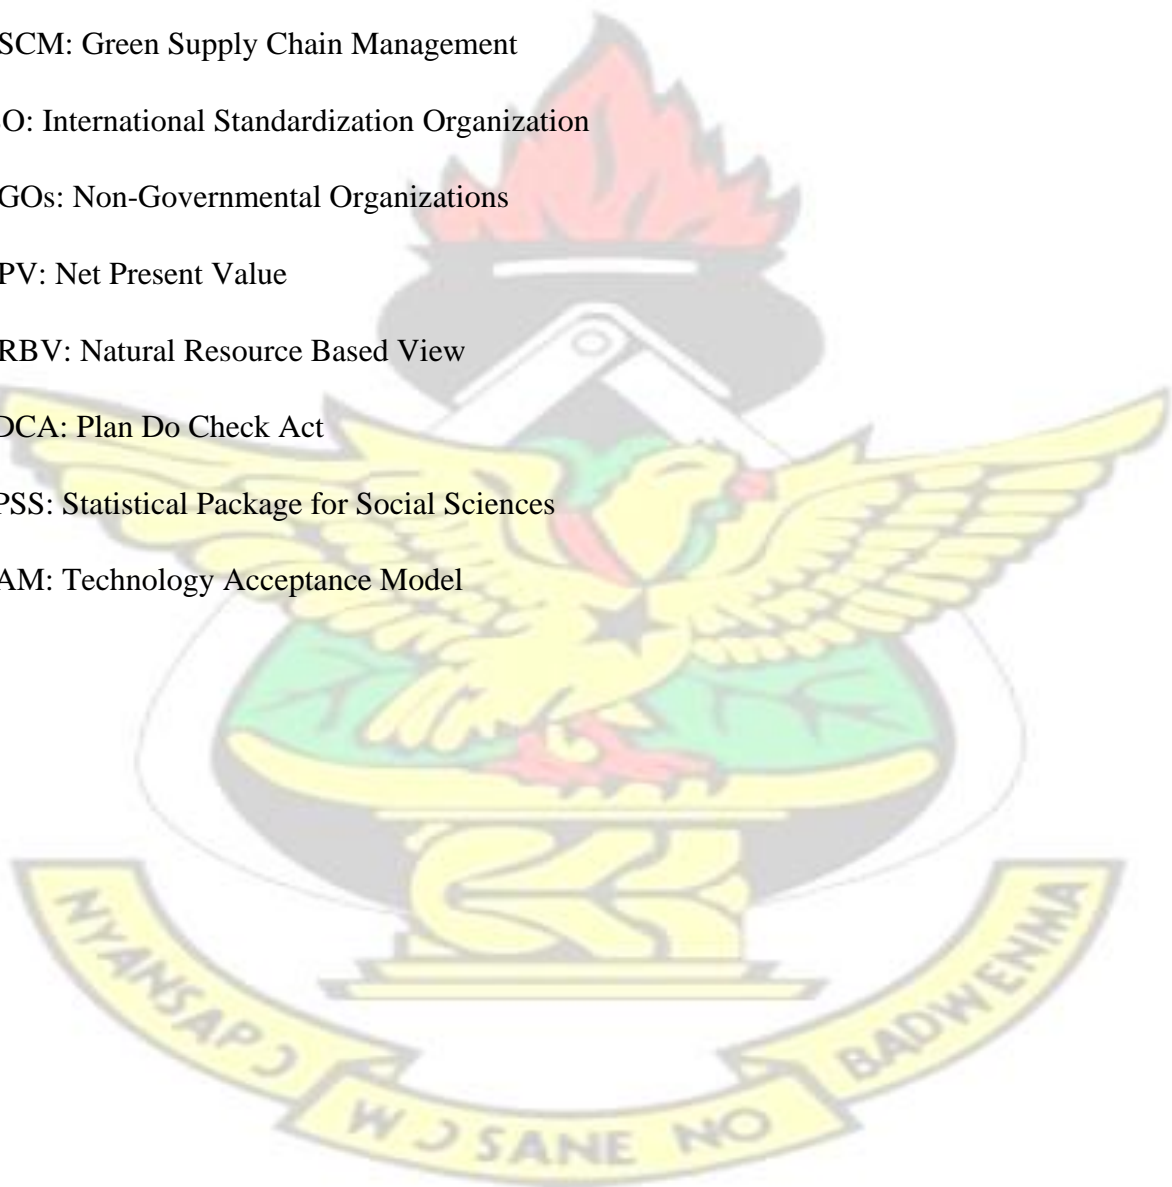 SCM: Green Supply Chain Management
O: International Standardization Organization
GOs: Non-Governmental Organizations
PV: Net Present Value
RBV: Natural Resource Based View
DCA: Plan Do Check Act
PSS: Statistical Package for Social Sciences
AM: Technology Acceptance Model
NYANSAPƆ
WƆSANE NO
BADWENMA